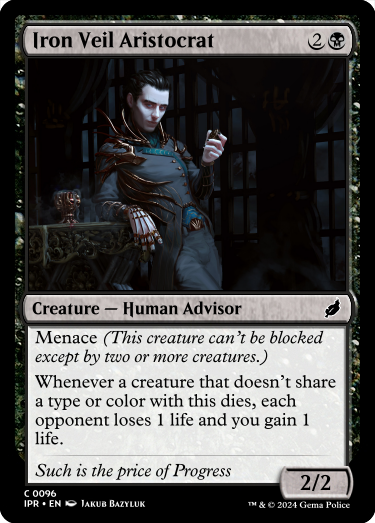 Iron Veil Aristocrat 2
Creature — Human Advisor
Menace (This creature can't be blocked
except by two or more creatures.)
Whenever a creature that doesn't share
a type or color with this dies, each
opponent loses 1 life and you gain 1
life.
Such is the price of Progress
2/2
C 0096
IPR • EN Jakub Bazyluk
™ & © 2024 Gema Police